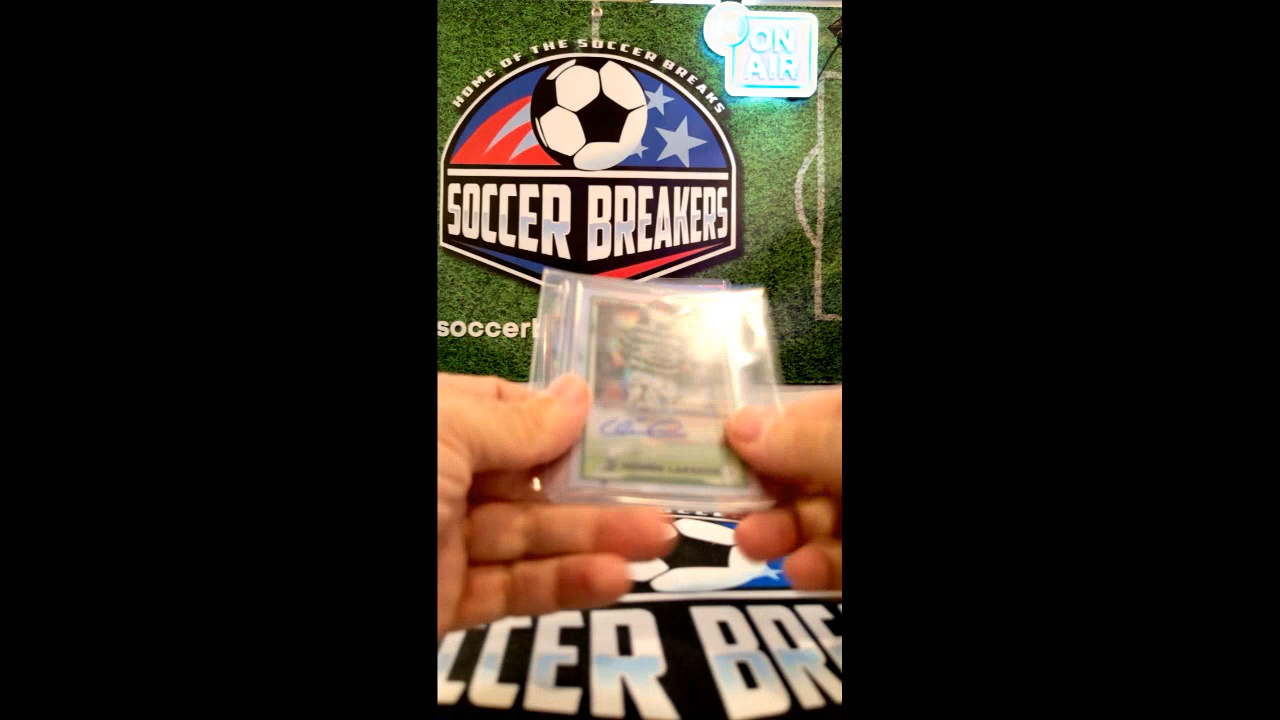 HOME OF THE SOCCER BREAKS
ON
AIR
SOCCER BREAKERS
soccer
CCER BRE